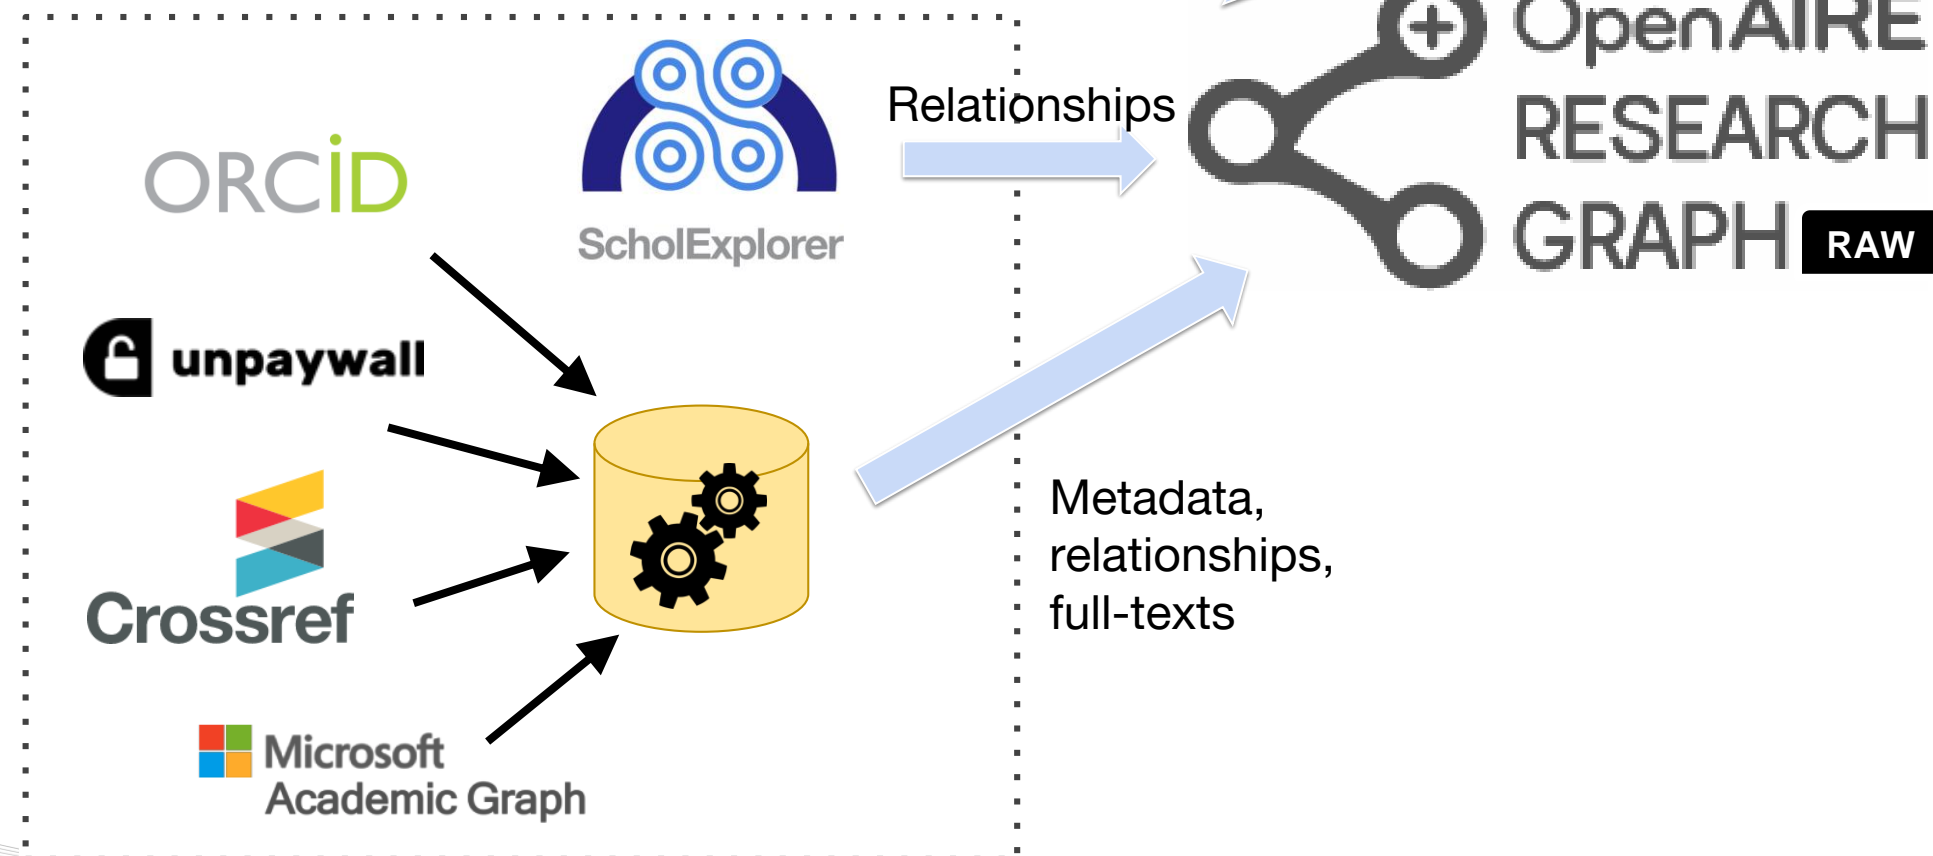 ORCiD
ScholExplorer
Relationships
OpenAIRE
RESEARCH
GRAPH RAW
unpaywall
Crossref
Metadata,
relationships,
full-texts
Microsoft
Academic Graph